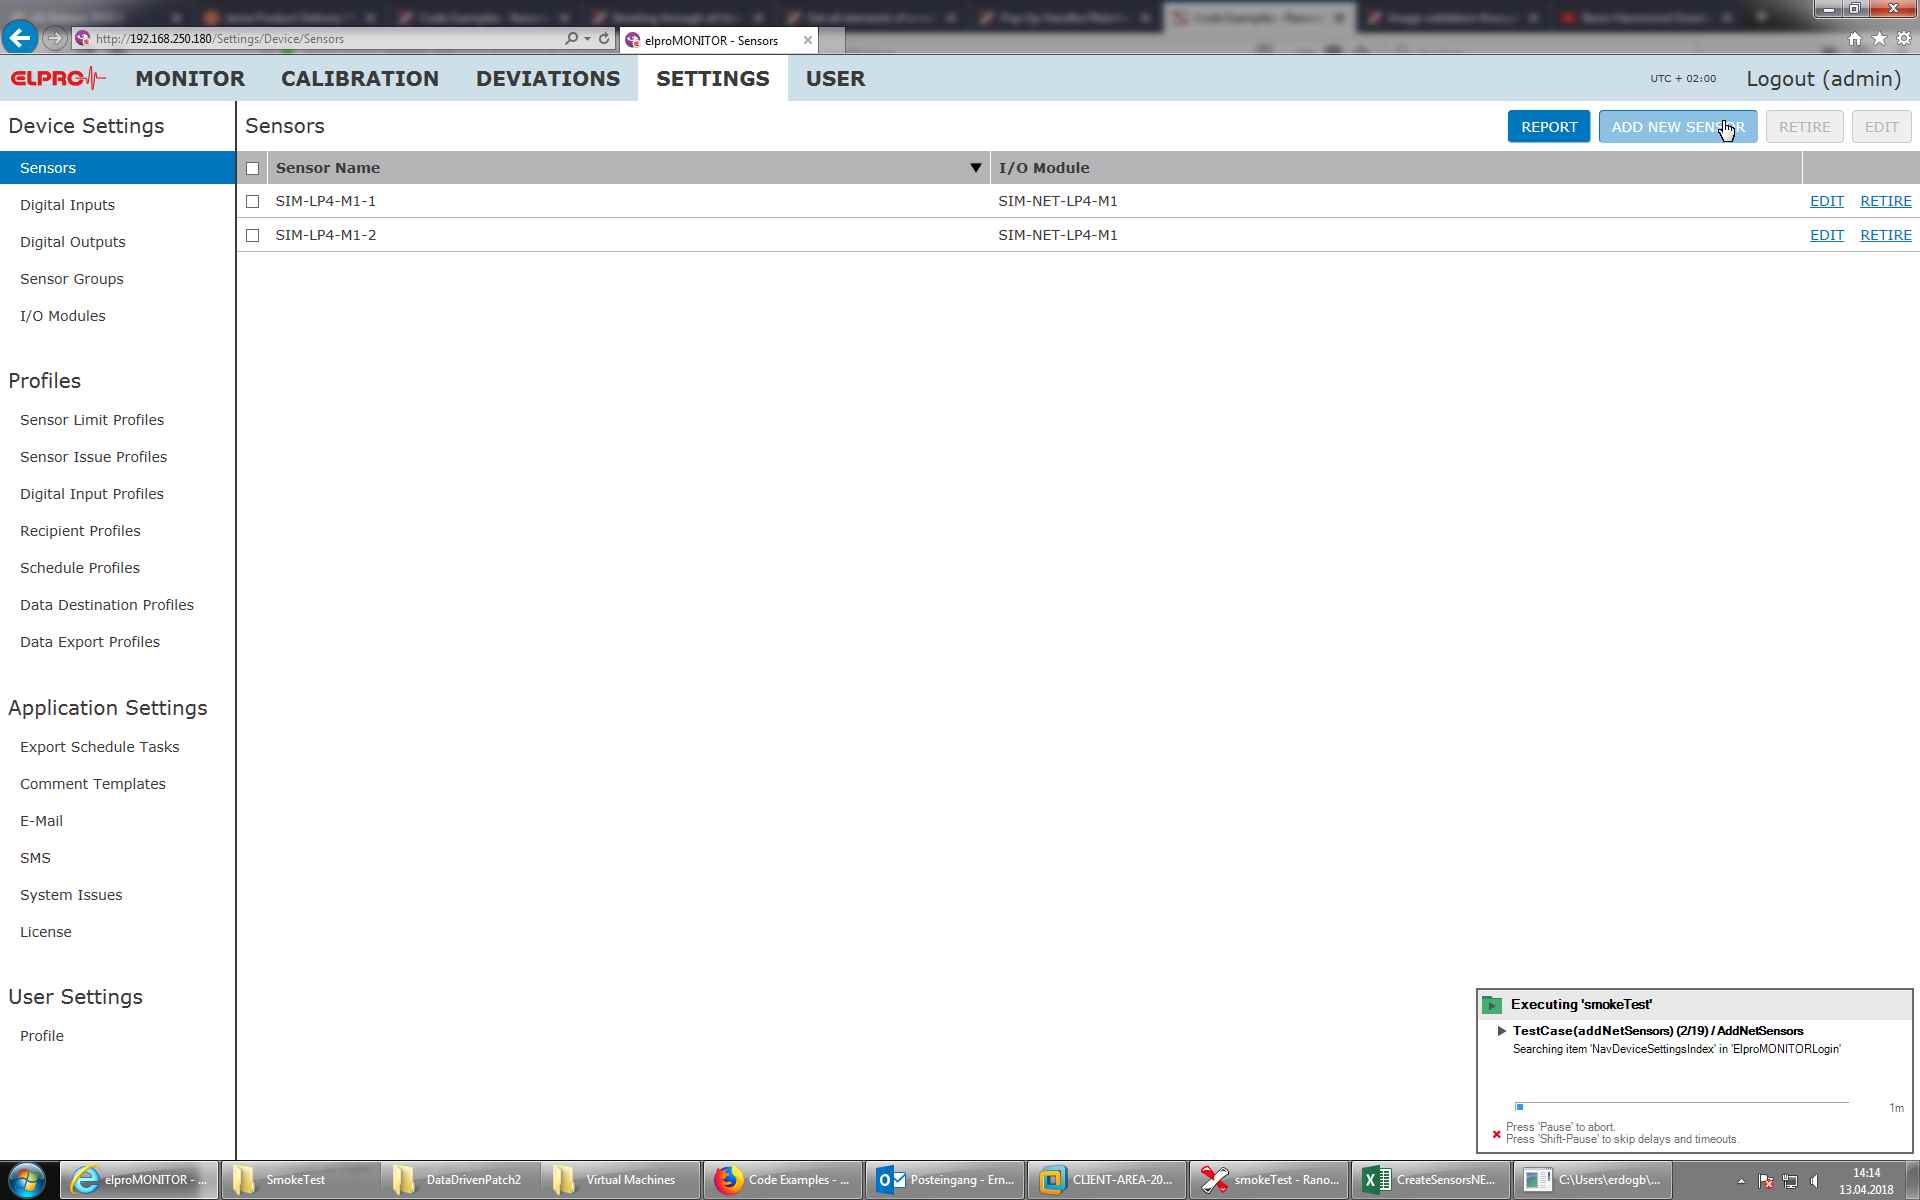 http://192.168.250.180/Settings/Device/Sensors
elproMONITOR - Sensors
ELPRO
MONITOR
CALIBRATION
DEVIATIONS
SETTINGS
USER
UTC + 02:00
Logout (admin)
Device Settings
Sensors
Digital Inputs
Digital Outputs
Sensor Groups
I/O Modules
Profiles
Sensor Limit Profiles
Sensor Issue Profiles
Digital Input Profiles
Recipient Profiles
Schedule Profiles
Data Destination Profiles
Data Export Profiles
Application Settings
Export Schedule Tasks
Comment Templates
E-Mail
SMS
System Issues
License
User Settings
Profile
Sensors
REPORT
ADD NEW SENSOR
RETIRE
EDIT
Sensor Name
I/O Module
SIM-LP4-M1-1
SIM-NET-LP4-M1
EDIT
RETIRE
SIM-LP4-M1-2
SIM-NET-LP4-M1
EDIT
RETIRE
Executing 'smokeTest'
TestCase(addNetSensors) (2/19) / AddNetSensors
Searching item 'NavDeviceSettingsIndex' in 'ElproMONITORLogin'
1m
Press 'Pause' to abort.
Press 'Shift-Pause' to skip delays and timeouts.
elproMONITOR - ...
SmokeTest
DataDrivenPatch2
Virtual Machines
Code Examples - ...
Posteingang - Ern...
CLIENT-AREA-20...
smokeTest - Rano...
CreateSensorsNE...
C:\Users\erdogb\...
14:14
13.04.2018